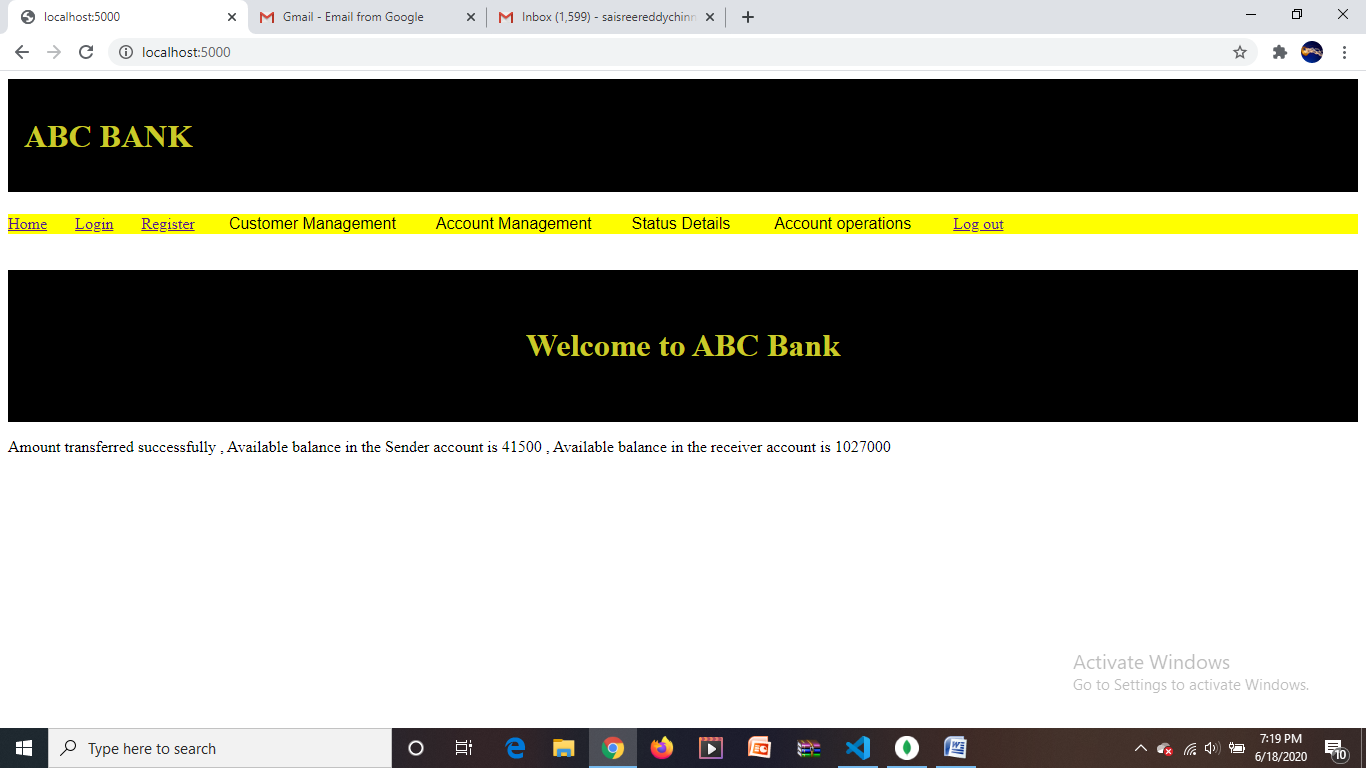 localhost:5000
Gmail - Email from Google
Inbox (1,599) - saisreereddychinn
localhost:5000
ABC BANK
Home Login Register Customer Management Account Management Status Details Account operations Log out
Welcome to ABC Bank
Amount transferred successfully , Available balance in the Sender account is 41500 , Available balance in the receiver account is 1027000
Activate Windows
Go to Settings to activate Windows.
Type here to search
7:19 PM
6/18/2020
10